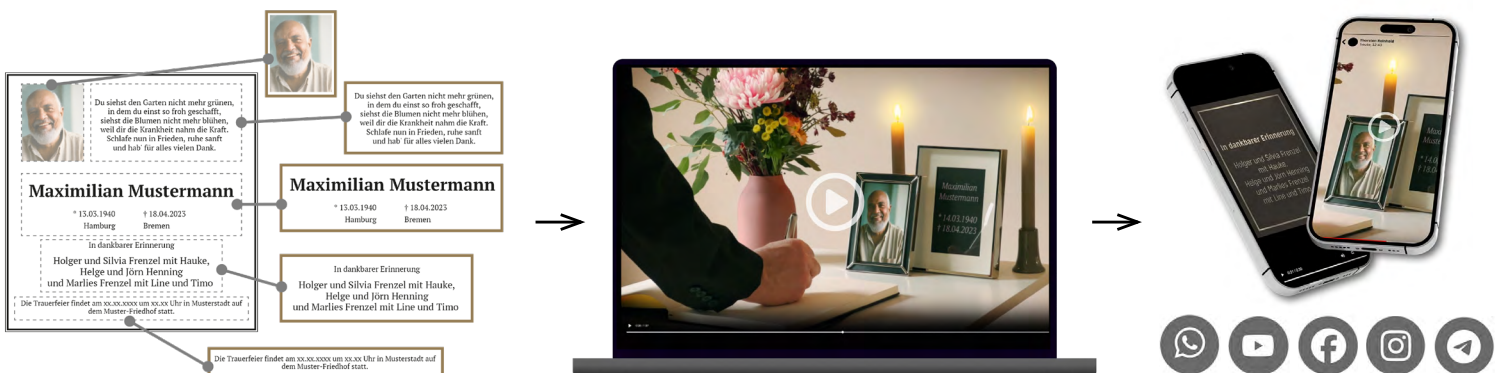 Du siehst den Garten nicht mehr grünen,
in dem du einst so froh geschafft,
siehst die Blumen nicht mehr blühen,
weil dir die Krankheit nahm die Kraft.
Schlafe nun in Frieden, ruhe sanft
und hab' für alles vielen Dank.
Maximilian Mustermann
* 13.03.1940 † 18.04.2023
Hamburg Bremen
In dankbarer Erinnerung
Holger und Silvia Frenzel mit Hauke,
Helge und Jörn Henning
und Marlies Frenzel mit Line und Timo
Die Trauerfeier findet am xx.xx.xxxx um xx.xx Uhr in Musterstadt auf
dem Muster-Friedhof statt.
Du siehst den Garten nicht mehr grünen,
in dem du einst so froh geschafft,
siehst die Blumen nicht mehr blühen,
weil dir die Krankheit nahm die Kraft.
Schlafe nun in Frieden, ruhe sanft
und hab' für alles vielen Dank.
Maximilian Mustermann
* 13.03.1940 † 18.04.2023
Hamburg Bremen
In dankbarer Erinnerung
Holger und Silvia Frenzel mit Hauke,
Helge und Jörn Henning
und Marlies Frenzel mit Line und Timo
Die Trauerfeier findet am xx.xx.xxxx um xx.xx Uhr in Musterstadt auf
dem Muster-Friedhof statt.
Maximilian
Mustermann
* 14.03.1940
† 18.04.2023
In dankbarer Erinnerung
Holger und Silvia Frenzel
mit Hauke,
Helge und Jörn Henning
und Marlies Frenzel
mit Line und Timo